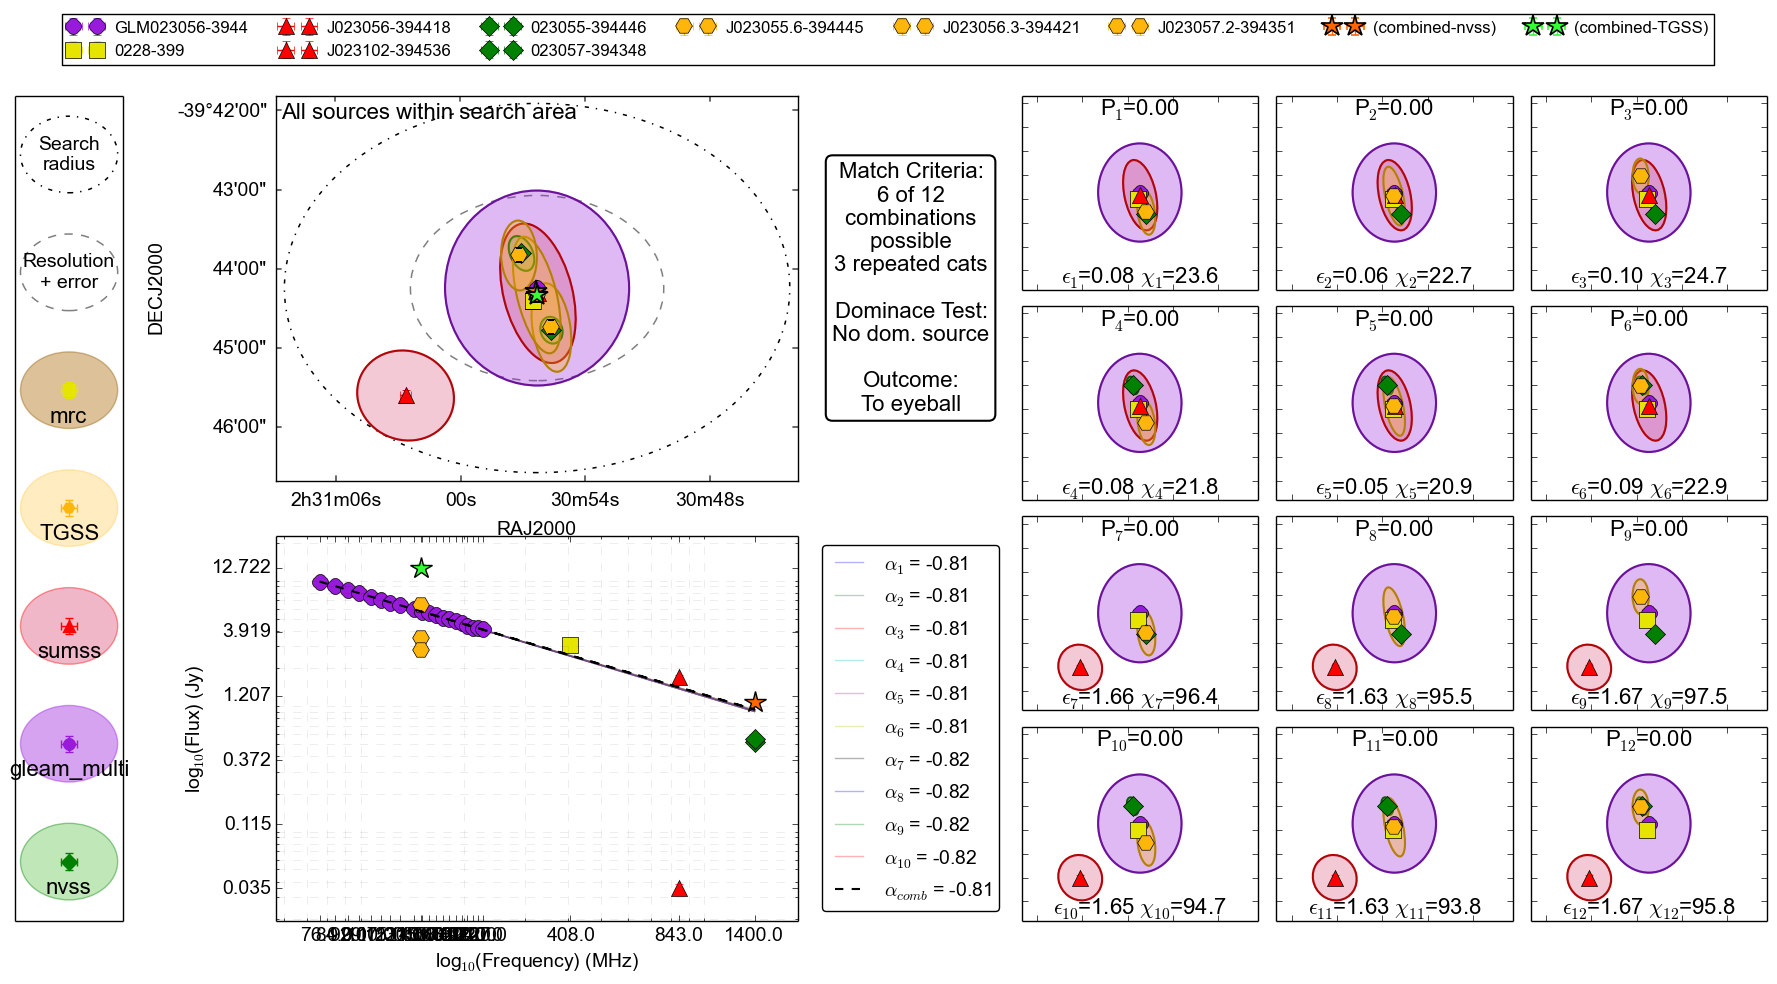 GLM023056-3944
J023056-394418
023055-394446
J023055.6-394445
J023056.3-394421
J023057.2-394351
(combined-nvss)
(combined-TGSS)
0228-399
J023102-394536
023057-394348
Search
radius
Resolution
+ error
mrc
TGSS
sumss
gleam_multi
nvss
All sources within search area
-39°42'00"
43'00"
44'00"
45'00"
46'00"
DECJ2000
2h31m06s
00s
30m54s
30m48s
RAJ2000
Match Criteria:
6 of 12
combinations
possible
3 repeated cats
Dominace Test:
No dom. source
Outcome:
To eyeball
12.722
3.919
1.207
0.372
0.115
0.035
log10(Flux) (Jy)
408.0
843.0
1400.0
log10(Frequency) (MHz)
α1 = -0.81
α2 = -0.81
α3 = -0.81
α4 = -0.81
α5 = -0.81
α6 = -0.81
α7 = -0.82
α8 = -0.82
α9 = -0.82
α10 = -0.82
αcomb = -0.81
P1=0.00
ϵ1=0.08 χ1=23.6
P2=0.00
ϵ2=0.06 χ2=22.7
P3=0.00
ϵ3=0.10 χ3=24.7
P4=0.00
ϵ4=0.08 χ4=21.8
P5=0.00
ϵ5=0.05 χ5=20.9
P6=0.00
ϵ6=0.09 χ6=22.9
P7=0.00
ϵ7=1.66 χ7=96.4
P8=0.00
ϵ8=1.63 χ8=95.5
P9=0.00
ϵ9=1.67 χ9=97.5
P10=0.00
ϵ10=1.65 χ10=94.7
P11=0.00
ϵ11=1.63 χ11=93.8
P12=0.00
ϵ12=1.67 χ12=95.8